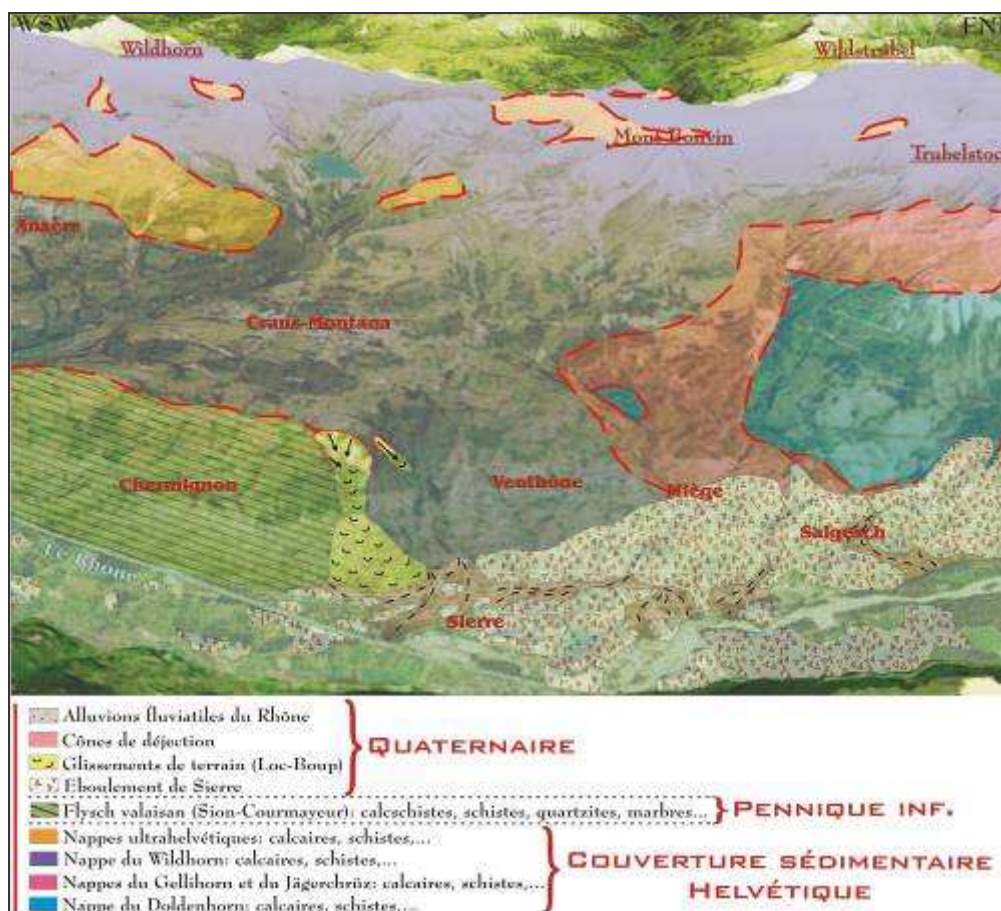 WSW
ENE
Wildhorn
Wildstrubel
Mont Bonvin
Trubelstoc
Anzère
Crans-Montana
Chermignon
Venthône
Miège
Salgesch
Le Rhône
Sierre
Alluvions fluviatiles du Rhône
Cônes de déjection
Glissements de terrain (Loc-Boup)
Eboulement de Sierre
QUATERNAIRE
Flysch valaisan (Sion-Courmayeur): calcschistes, schistes, quartzites, marbres...
PENNIQUE INF.
Nappes ultrahelvétiques: calcaires, schistes,...
Nappe du Wildhorn: calcaires, schistes,...
Nappes du Gellihorn et du Jägerchrüz: calcaires, schistes,...
Nappe du Doldenhorn: calcaires, schistes,...
COUVERTURE SÉDIMENTAIRE
HELVÉTIQUE